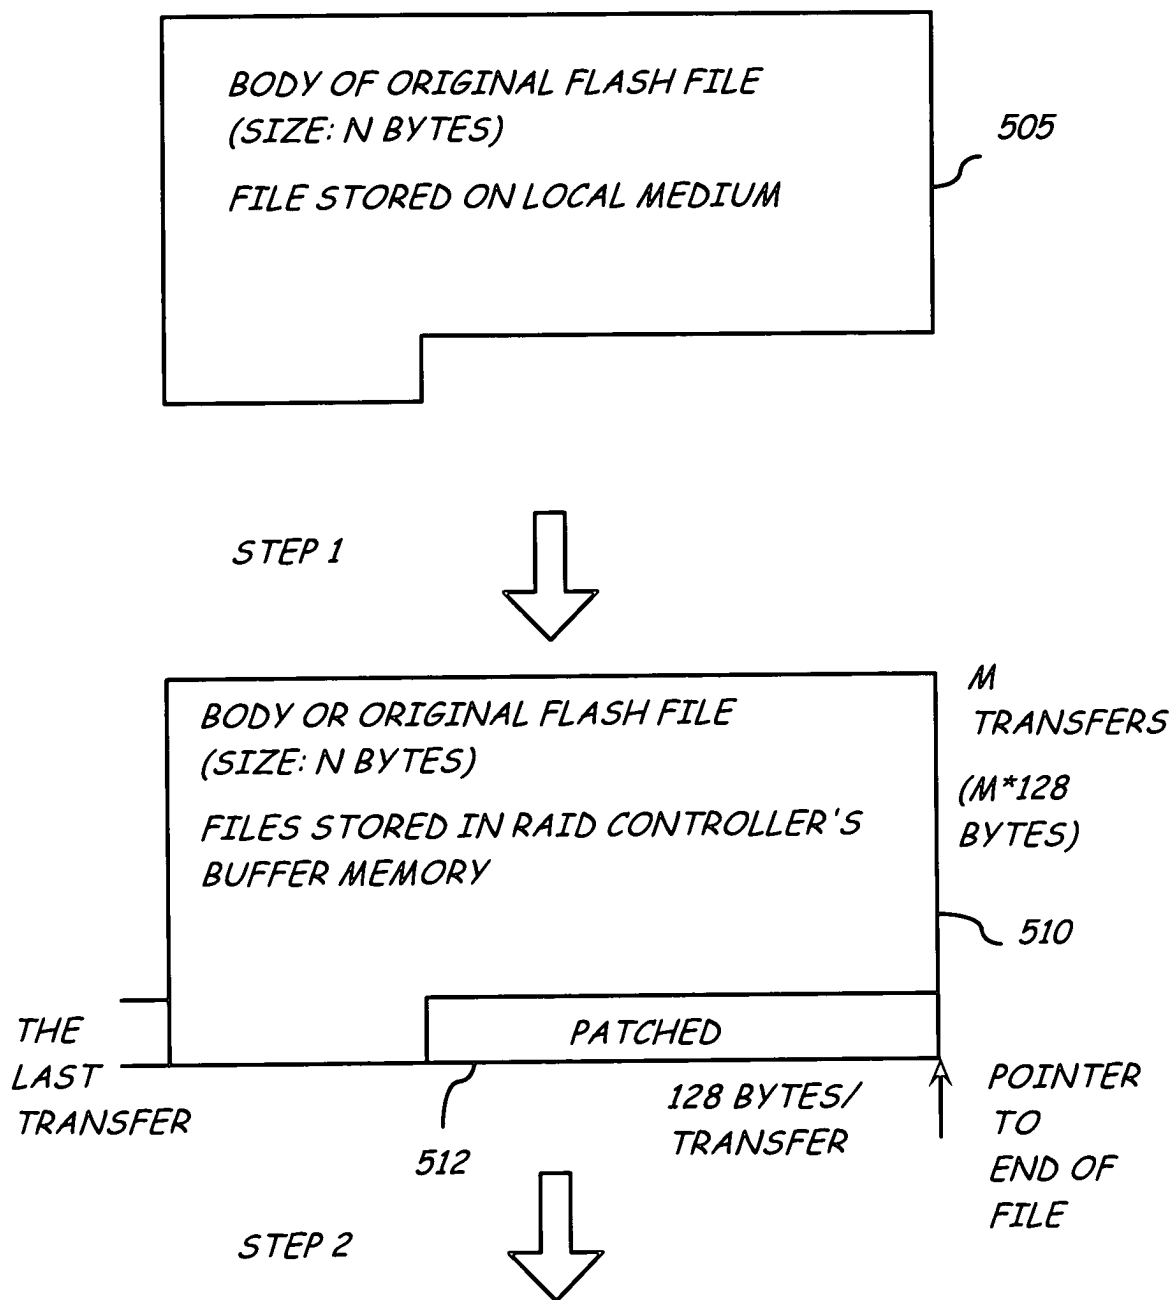 BODY OF ORIGINAL FLASH FILE
(SIZE: N BYTES)
FILE STORED ON LOCAL MEDIUM
505
STEP 1
BODY OR ORIGINAL FLASH FILE
(SIZE: N BYTES)
FILES STORED IN RAID CONTROLLER'S
BUFFER MEMORY
M
TRANSFERS
(M*128
BYTES)
510
PATCHED
THE
LAST
TRANSFER
512
128 BYTES/
TRANSFER
POINTER
TO
END OF
FILE
STEP 2